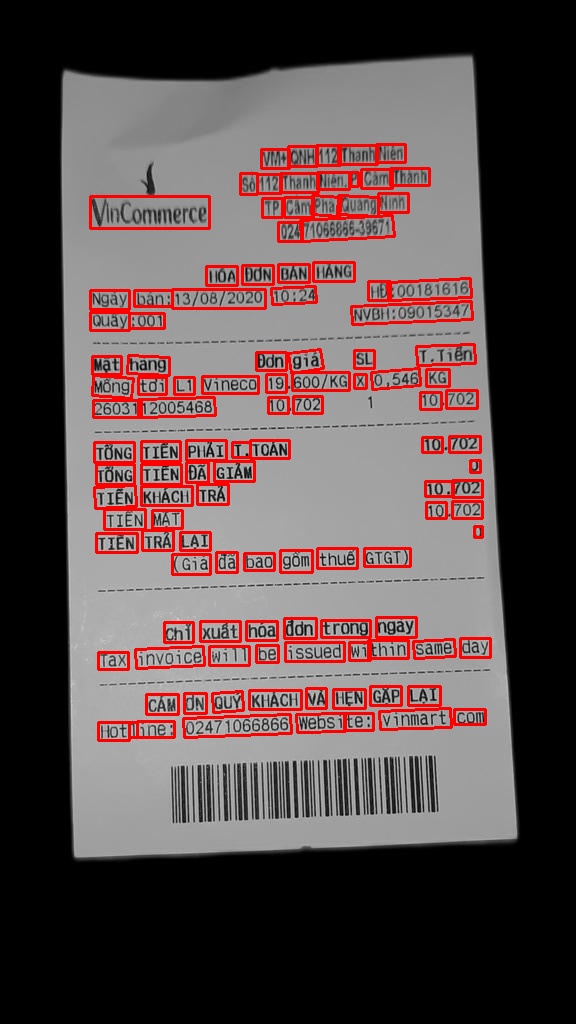 VinCommerce
VM+ QNH 112 Thanh Niên
Số 112 Thanh Niên, P. Cẩm Thành
TP. Cẩm Phả, Quảng Ninh
024 71066866-39671
HÓA ĐƠN BÁN HÀNG
Ngày bán:13/08/2020 10:24 HĐ:00181616
Quầy:001 NVBH:09015347
Mặt hàng Đơn giá SL T.Tiền
Mồng tơi L1 Vineco 19.600/KG X 0,546 KG
2603112005468 10.702 1 10.702
TỔNG TIỀN PHẢI T.TOÁN 10.702
TỔNG TIỀN ĐÃ GIẢM 0
TIỀN KHÁCH TRẢ 10.702
TIỀN MẶT 10.702
TIỀN TRẢ LẠI 0
(Giá đã bao gồm thuế GTGT)
Chỉ xuất hóa đơn trong ngày
Tax invoice will be issued within same day
CẢM ƠN QUÝ KHÁCH VÀ HẸN GẶP LẠI
Hotline: 02471066866 Website: vinmart.com